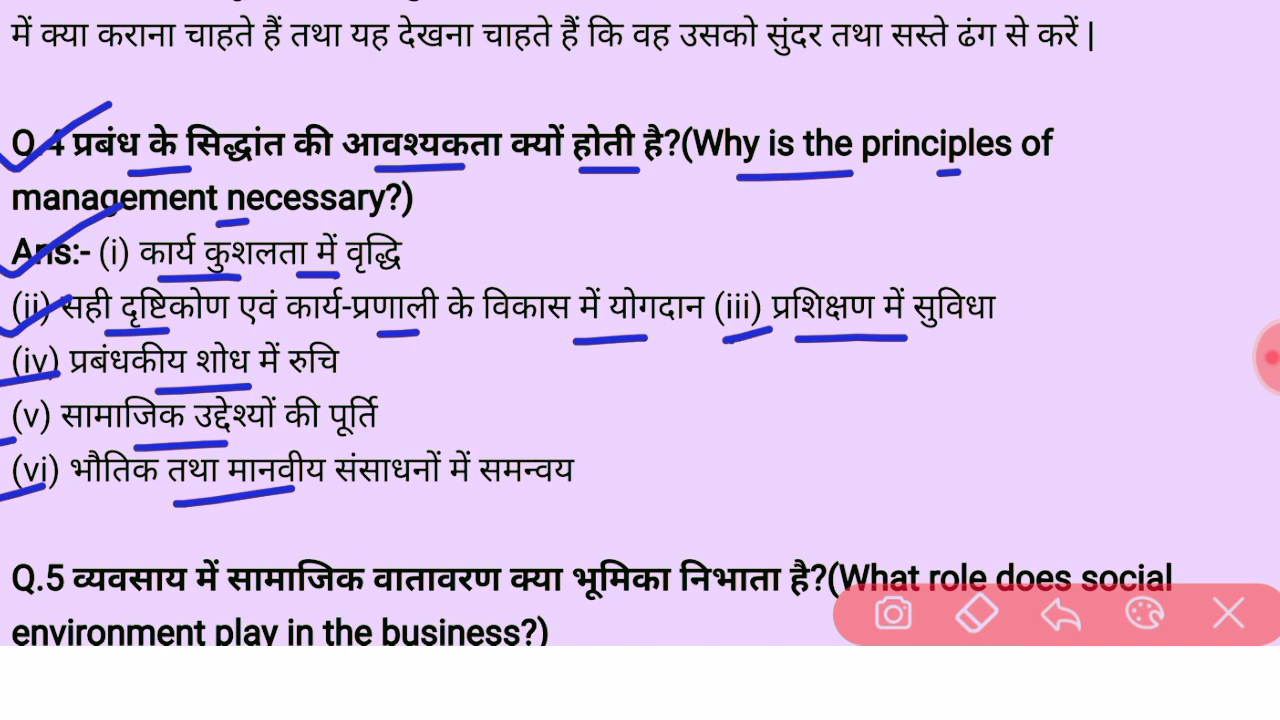 में क्या कराना चाहते हैं तथा यह देखना चाहते हैं कि वह उसको सुंदर तथा सस्ते ढंग से करें |
Q.4 प्रबंध के सिद्धांत की आवश्यकता क्यों होती है?(Why is the principles of
management necessary?)
Ans:- (i) कार्य कुशलता में वृद्धि
(ii) सही दृष्टिकोण एवं कार्य-प्रणाली के विकास में योगदान (iii) प्रशिक्षण में सुविधा
(iv) प्रबंधकीय शोध में रुचि
(v) सामाजिक उद्देश्यों की पूर्ति
(vi) भौतिक तथा मानवीय संसाधनों में समन्वय
Q.5 व्यवसाय में सामाजिक वातावरण क्या भूमिका निभाता है?(What role does social
environment play in the business?)